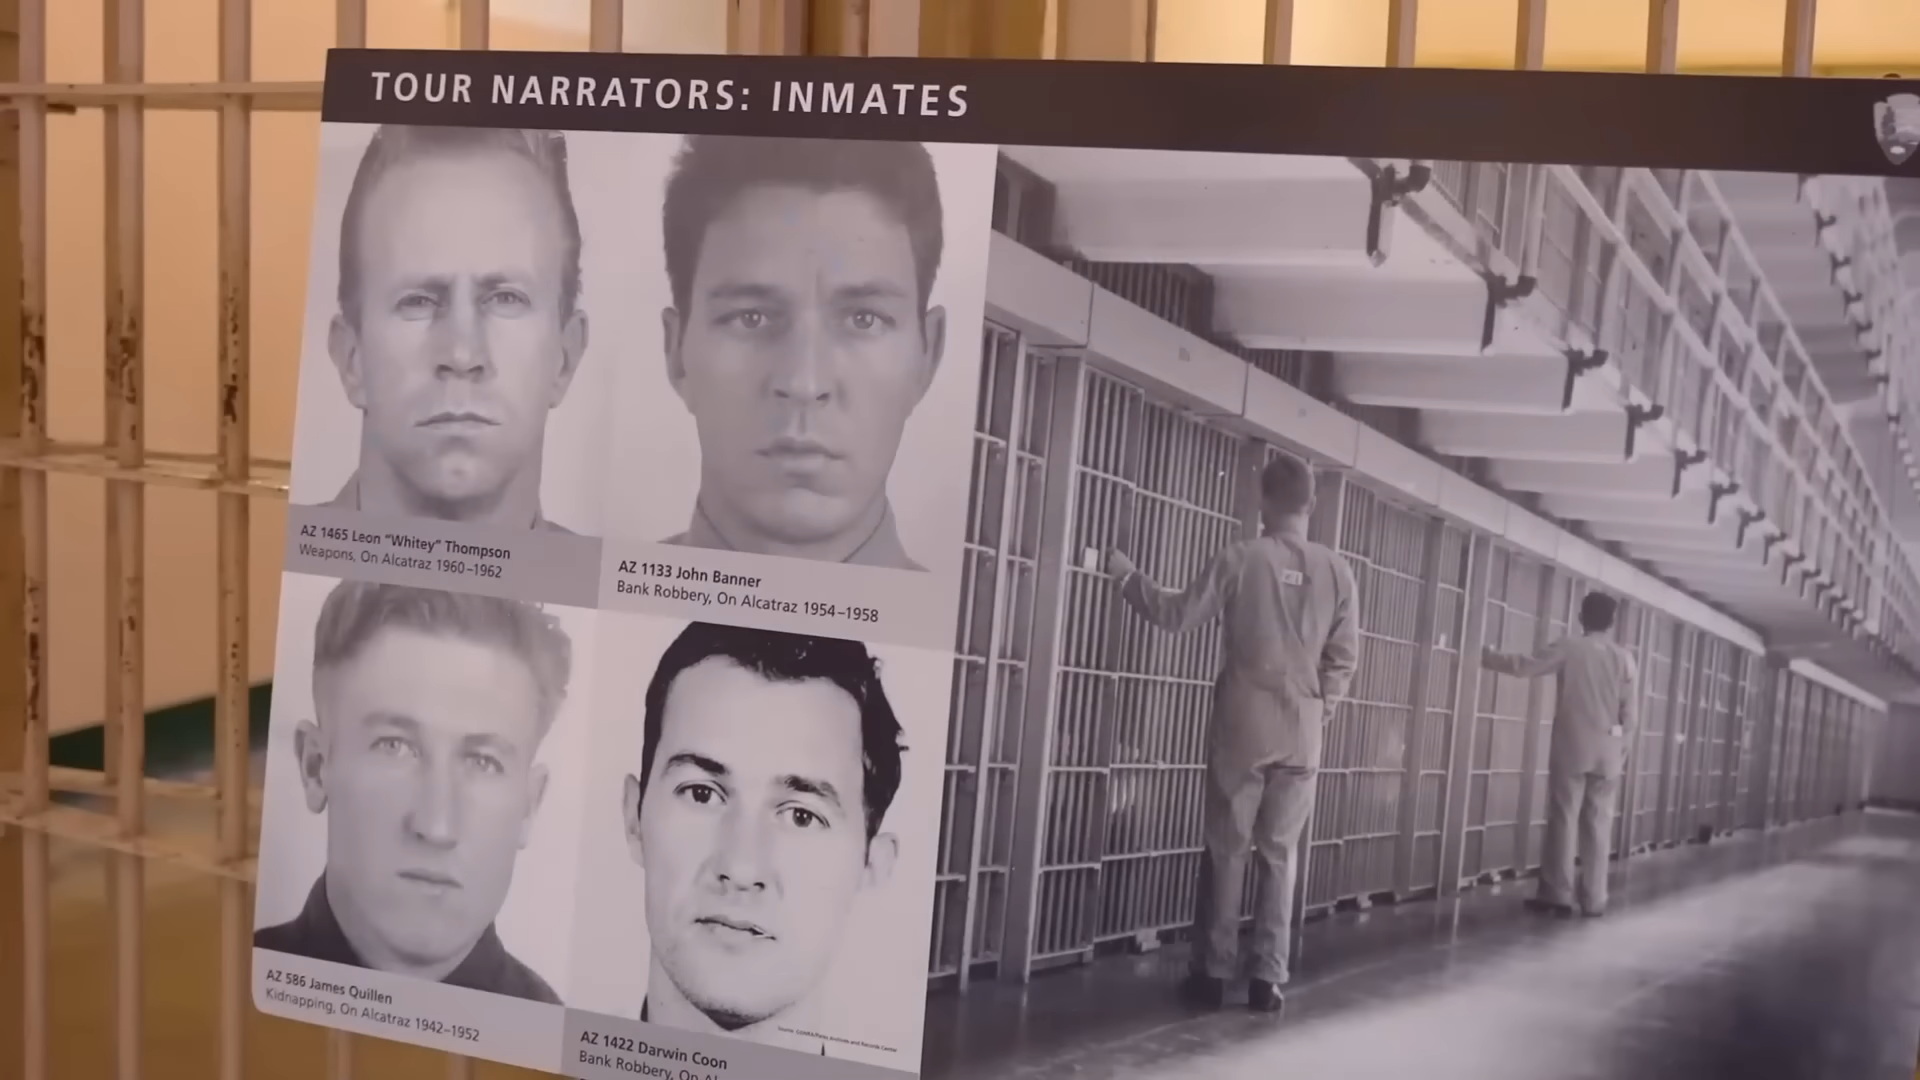 TOUR NARRATORS: INMATES
AZ 1465 Leon “Whitey” Thompson
Weapons, On Alcatraz 1960–1962
AZ 1133 John Banner
Bank Robbery, On Alcatraz 1954–1958
AZ 586 James Quillen
Kidnapping, On Alcatraz 1942–1952
AZ 1422 Darwin Coon
Bank Robbery, On Al